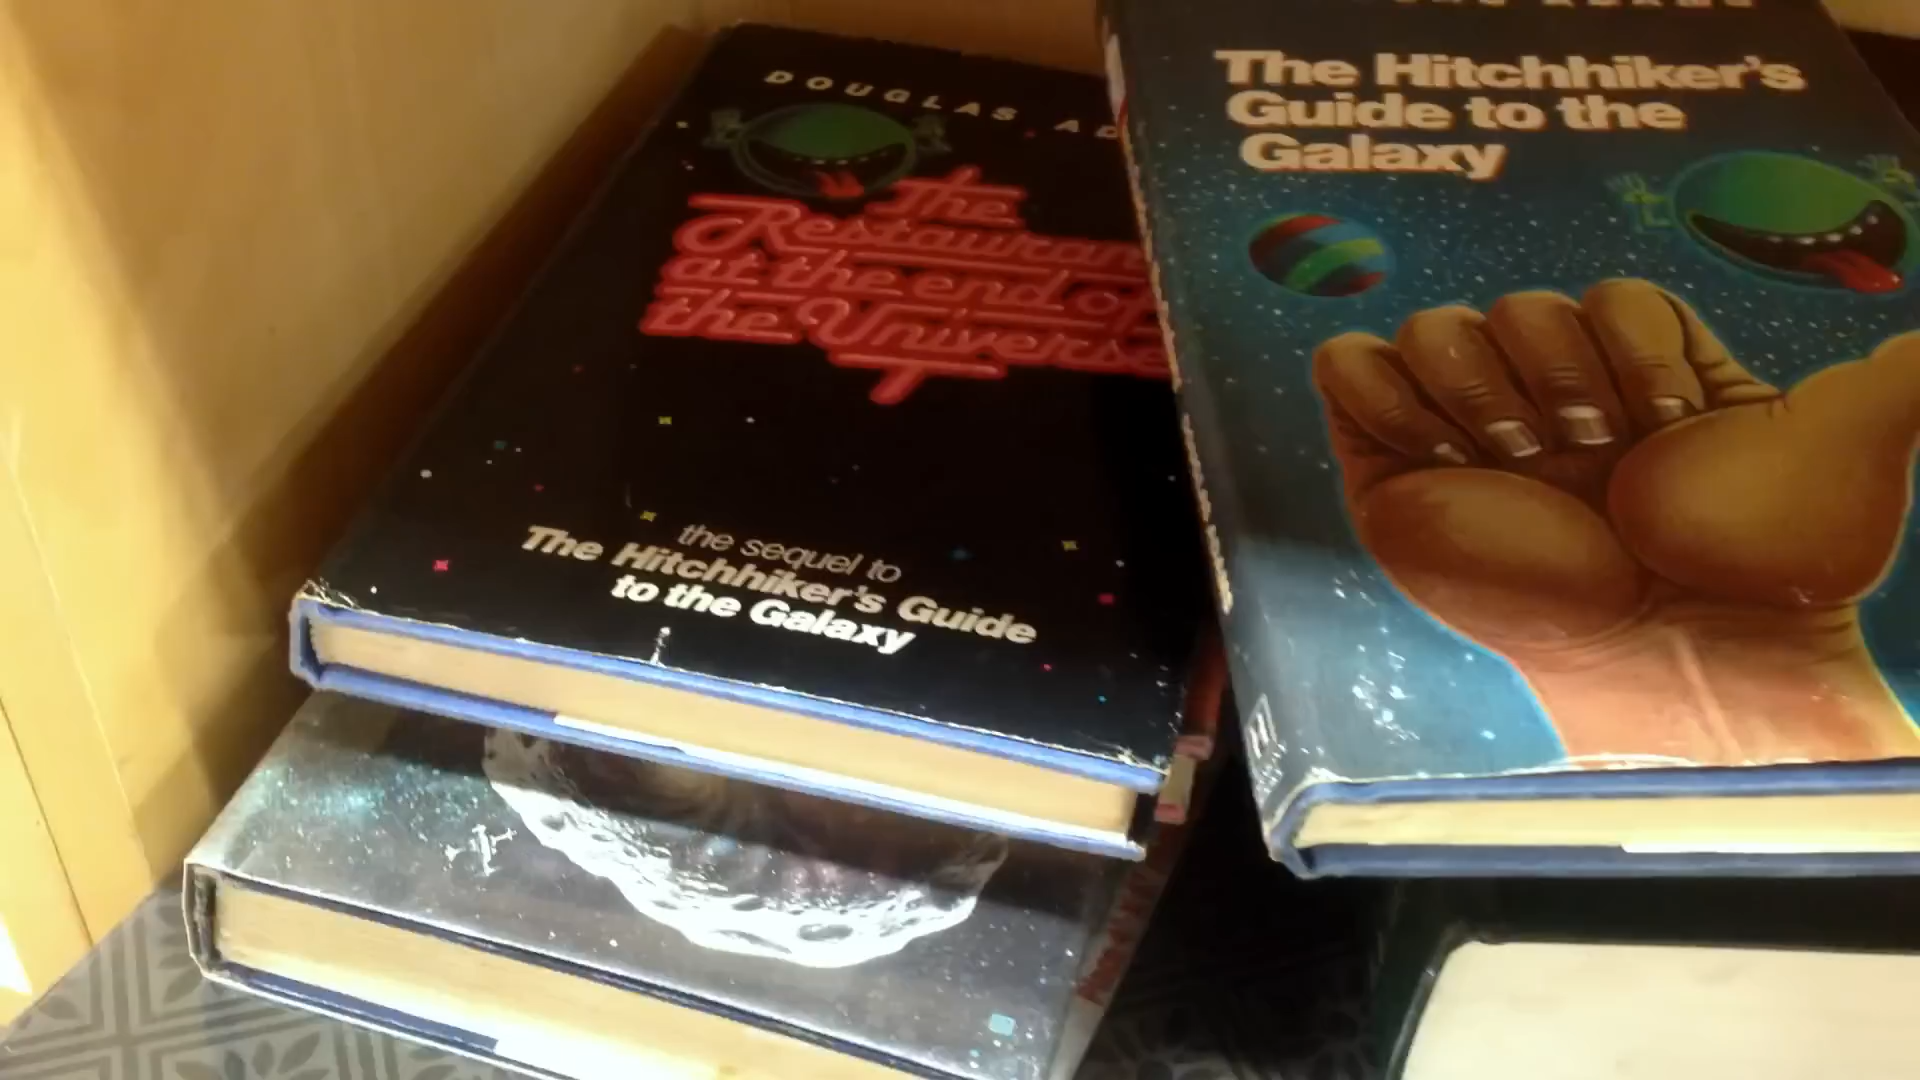 DOUGLAS AD
The
Restauran
at the end of
the Universe
the sequel to
The Hitchhiker's Guide
to the Galaxy
The Hitchhiker's
Guide to the
Galaxy